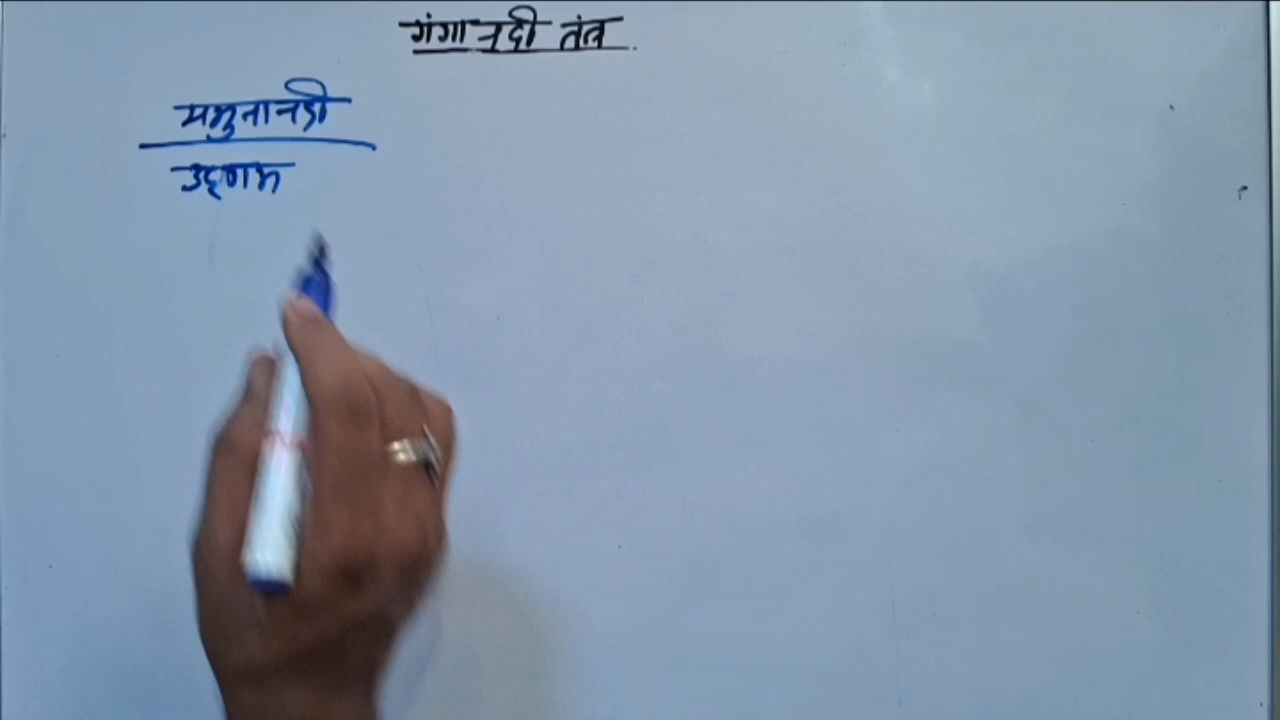 गंगा नदी तंत्र
यमुना नदी
उद्गम